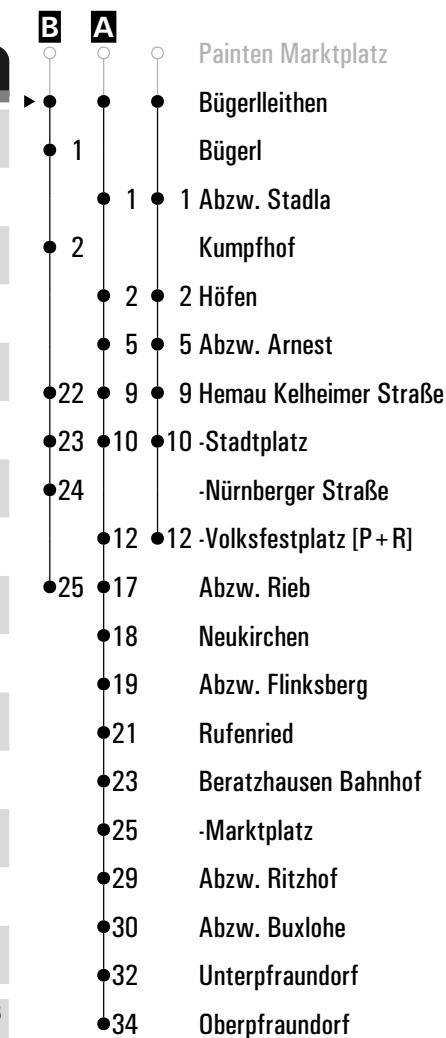 B A
Painten Marktplatz
Bügerlleithen
1 Bügerl
1 1 Abzw. Stadla
2 Kumpfhof
2 2 Höfen
5 5 Abzw. Arnest
22 9 9 Hemau Kelheimer Straße
23 10 10 -Stadtplatz
24 -Nürnberger Straße
12 12 -Volksfestplatz [P+R]
25 17 Abzw. Rieb
18 Neukirchen
19 Abzw. Flinksberg
21 Rufenried
23 Beratzhausen Bahnhof
25 -Marktplatz
29 Abzw. Ritzhof
30 Abzw. Buxlohe
32 Unterpfraundorf
34 Oberpfraundorf